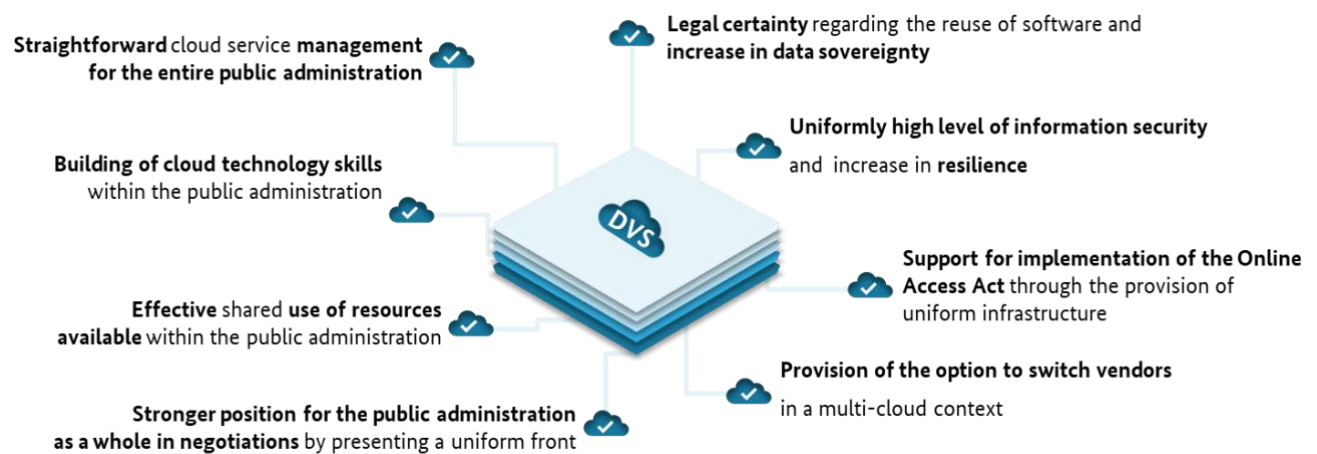 Straightforward cloud service management
for the entire public administration
Building of cloud technology skills
within the public administration
Effective shared use of resources
available within the public administration
Stronger position for the public administration
as a whole in negotiations by presenting a uniform front
DVS
Legal certainty regarding the reuse of software and
increase in data sovereignty
Uniformly high level of information security
and increase in resilience
Support for implementation of the Online
Access Act through the provision of
uniform infrastructure
Provision of the option to switch vendors
in a multi-cloud context